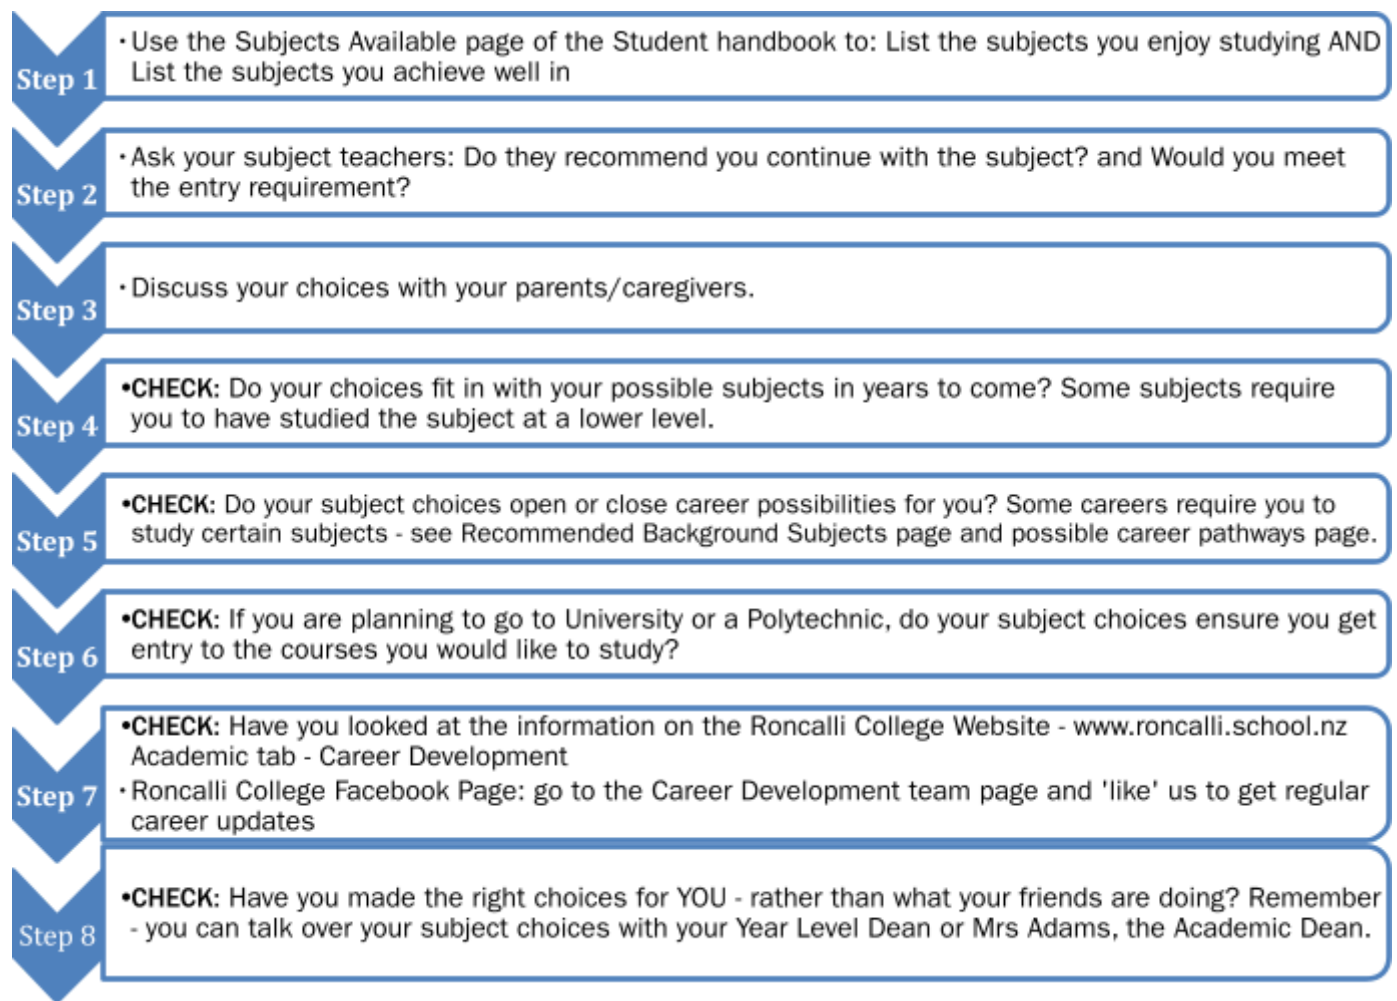 Step 1
· Use the Subjects Available page of the Student handbook to: List the subjects you enjoy studying AND
List the subjects you achieve well in
Step 2
· Ask your subject teachers: Do they recommend you continue with the subject? and Would you meet
the entry requirement?
Step 3
· Discuss your choices with your parents/caregivers.
Step 4
•CHECK: Do your choices fit in with your possible subjects in years to come? Some subjects require
you to have studied the subject at a lower level.
Step 5
•CHECK: Do your subject choices open or close career possibilities for you? Some careers require you to
study certain subjects - see Recommended Background Subjects page and possible career pathways page.
Step 6
•CHECK: If you are planning to go to University or a Polytechnic, do your subject choices ensure you get
entry to the courses you would like to study?
Step 7
•CHECK: Have you looked at the information on the Roncalli College Website - www.roncalli.school.nz
Academic tab - Career Development
· Roncalli College Facebook Page: go to the Career Development team page and 'like' us to get regular
career updates
Step 8
•CHECK: Have you made the right choices for YOU - rather than what your friends are doing? Remember
- you can talk over your subject choices with your Year Level Dean or Mrs Adams, the Academic Dean.